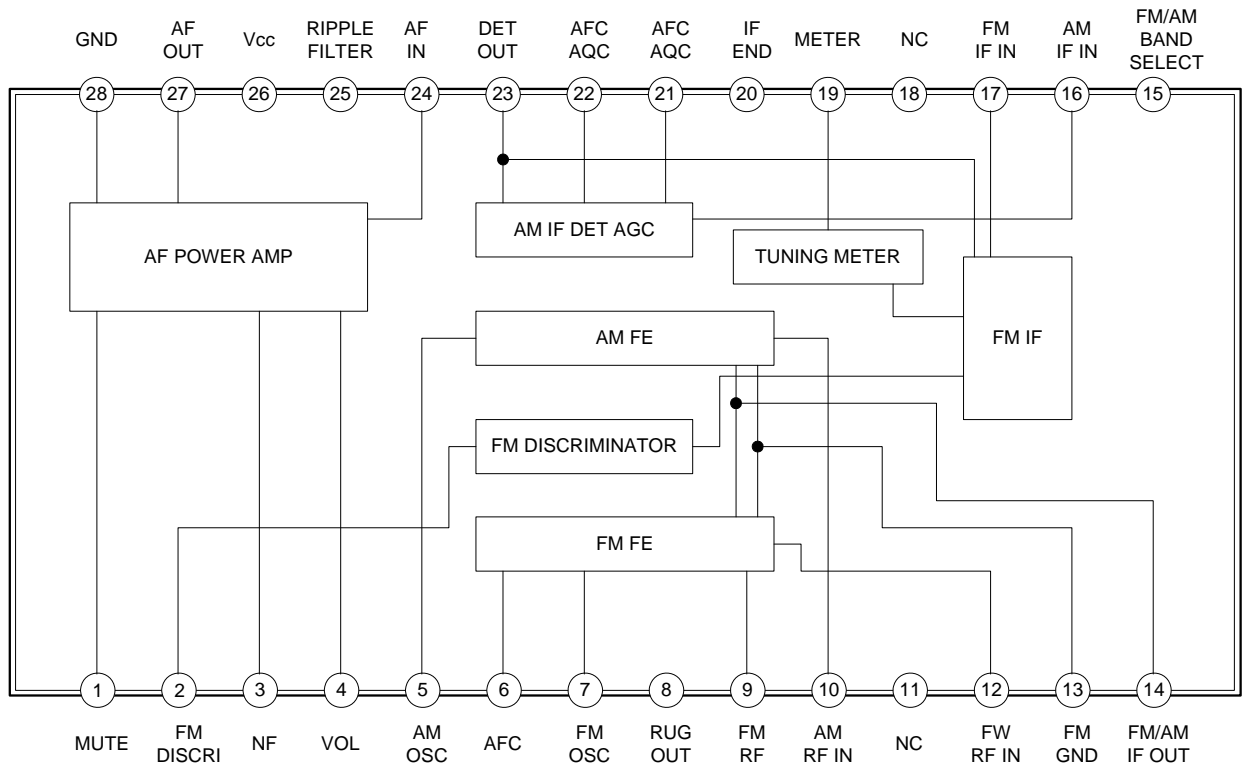 GND
AF
OUT
Vcc
RIPPLE
FILTER
AF
IN
DET
OUT
AFC
AQC
AFC
AQC
IF
END
METER
NC
FM
IF IN
AM
IF IN
FM/AM
BAND
SELECT
28
27
26
25
24
23
22
21
20
19
18
17
16
15
AF POWER AMP
AM IF DET AGC
TUNING METER
AM FE
FM IF
FM DISCRIMINATOR
FM FE
1
2
3
4
5
6
7
8
9
10
11
12
13
14
MUTE
FM
DISCRI
NF
VOL
AM
OSC
AFC
FM
OSC
RUG
OUT
FM
RF
AM
RF IN
NC
FW
RF IN
FM
GND
FM/AM
IF OUT